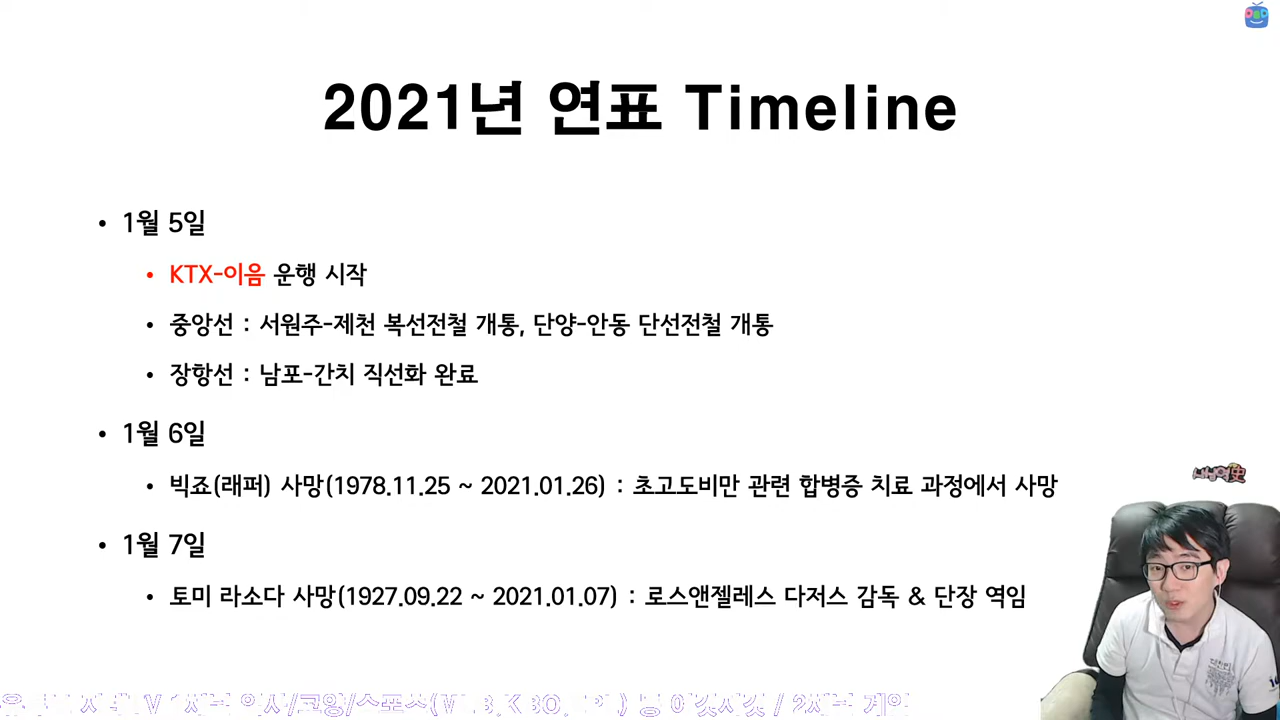 2021년 연표 Timeline
• 1월 5일
• KTX-이음 운행 시작
• 중앙선 : 서원주-제천 복선전철 개통, 단양-안동 단선전철 개통
• 장항선 : 남포-간치 직선화 완료
• 1월 6일
• 빅죠(래퍼) 사망(1978.11.25 ~ 2021.01.26) : 초고도비만 관련 합병증 치료 과정에서 사망
• 1월 7일
• 토미 라소다 사망(1927.09.22 ~ 2021.01.07) : 로스앤젤레스 다저스 감독 & 단장 역임